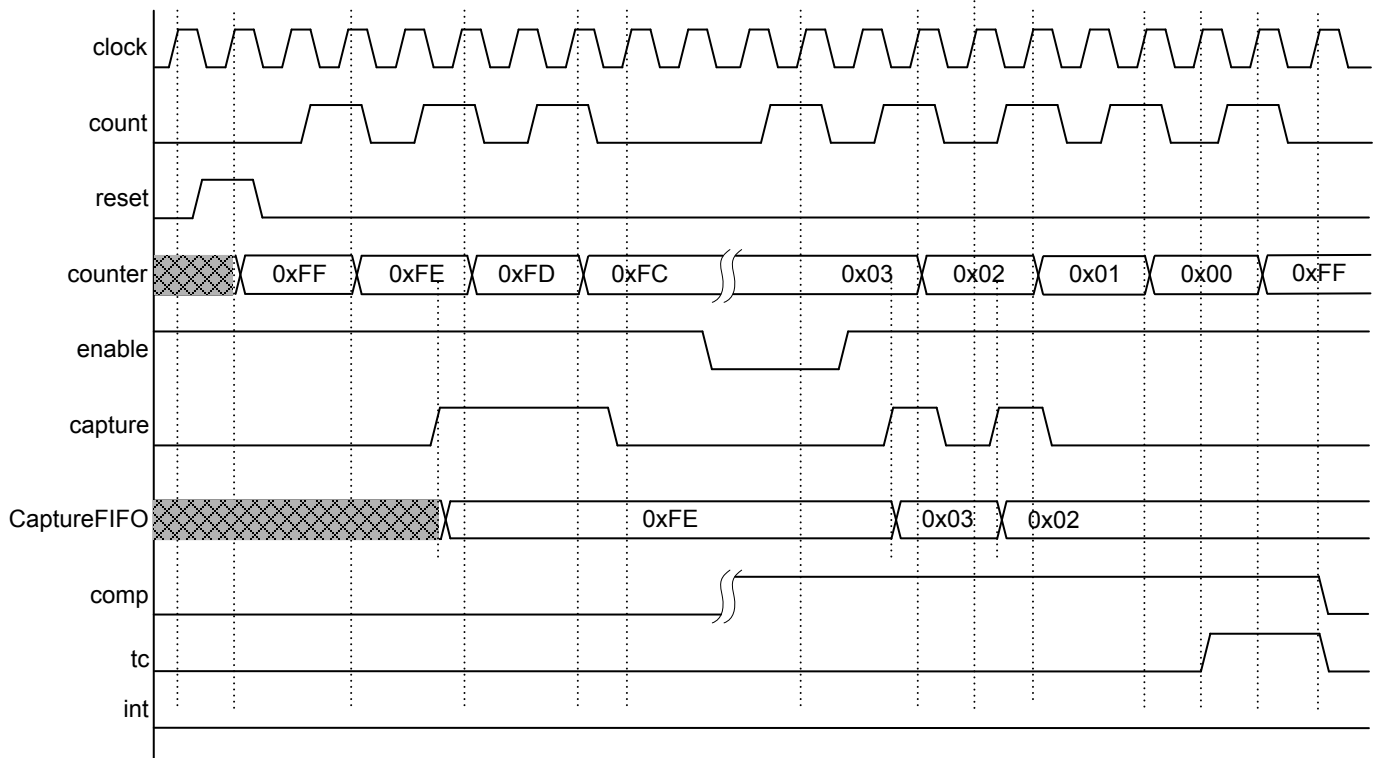 clock
count
reset
counter 0xFF 0xFE 0xFD 0xFC 0x03 0x02 0x01 0x00 0xFF
enable
capture
CaptureFIFO 0xFE 0x03 0x02
comp
tc
int